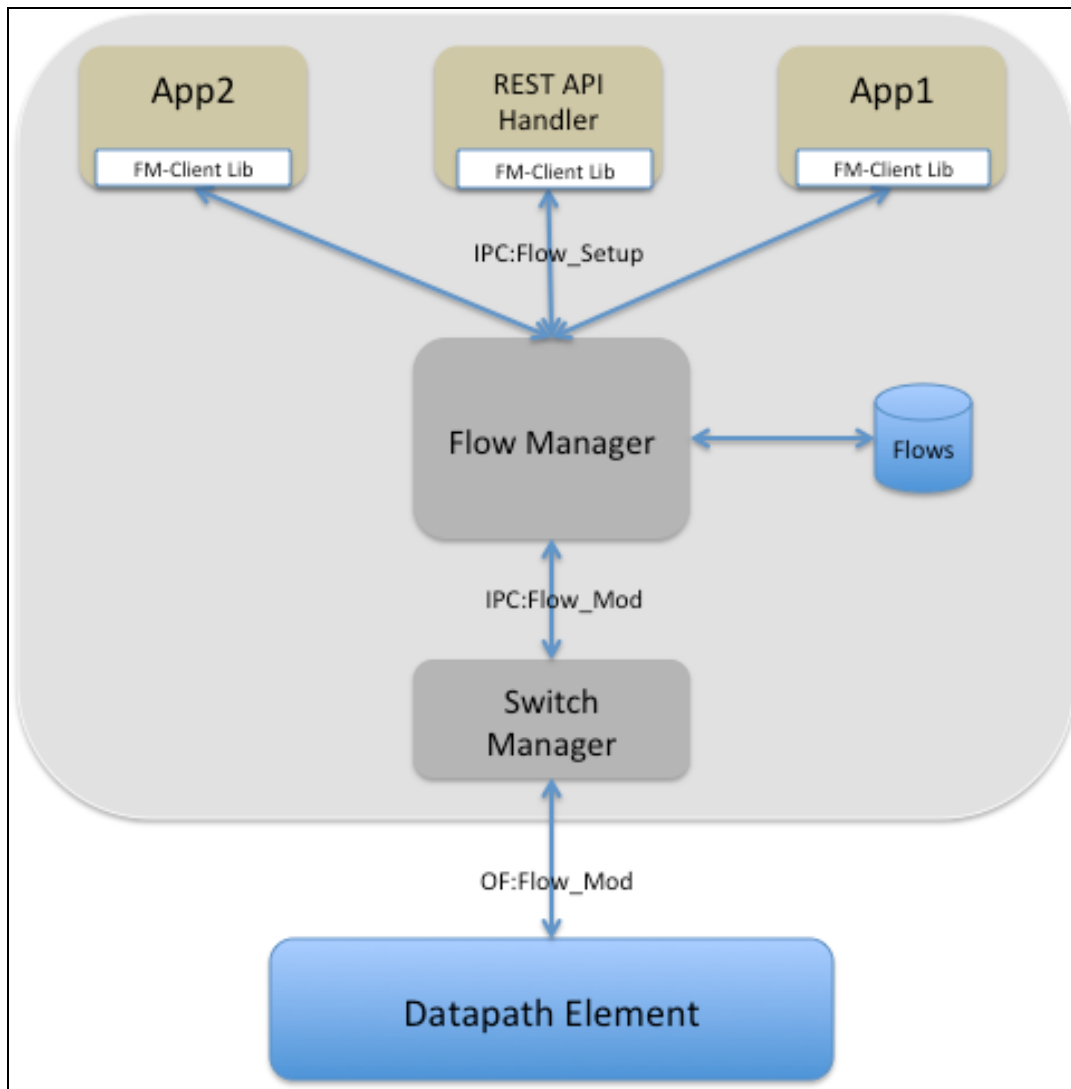 App2
FM-Client Lib
REST API
Handler
FM-Client Lib
App1
FM-Client Lib
IPC:Flow_Setup
Flow Manager
Flows
IPC:Flow_Mod
Switch
Manager
OF:Flow_Mod
Datapath Element